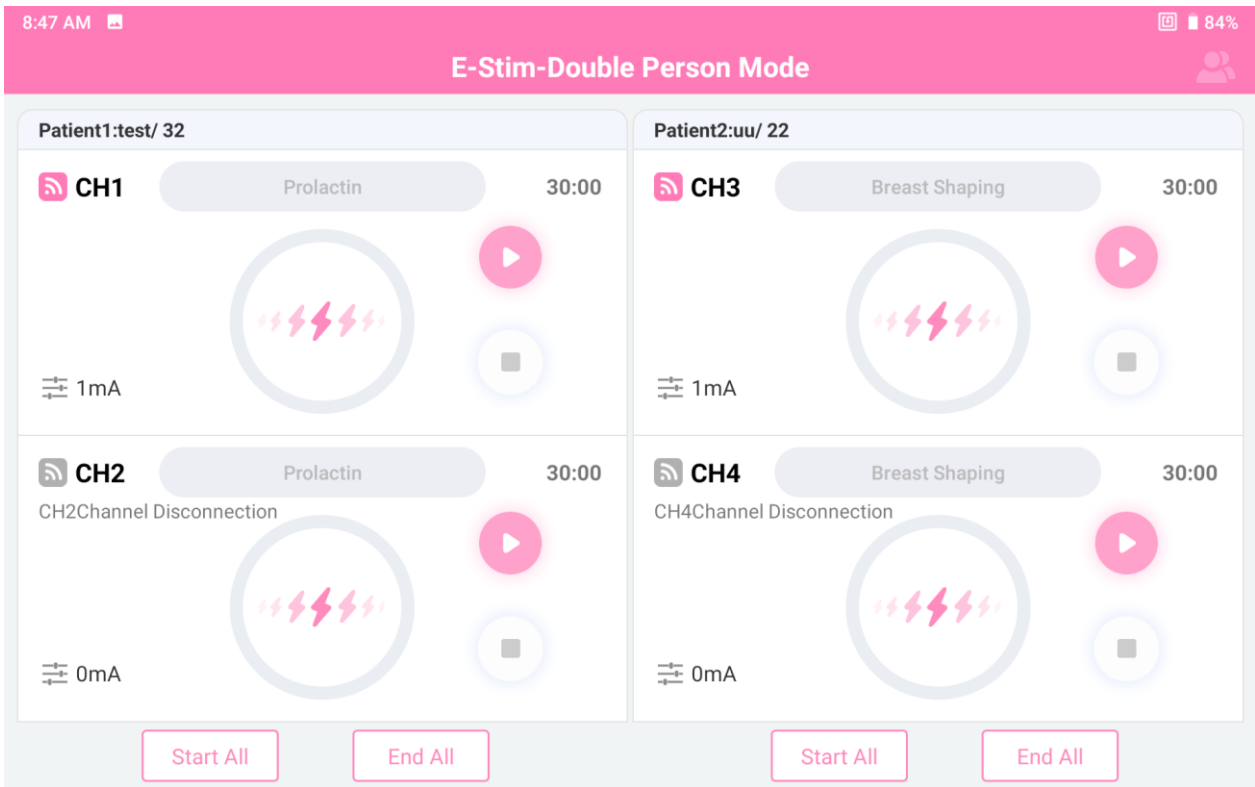 8:47 AM
84%
E-Stim-Double Person Mode
Patient1:test/ 32
CH1
Prolactin
30:00
1mA
CH2
Prolactin
30:00
CH2Channel Disconnection
0mA
Start All
End All
Patient2:uu/ 22
CH3
Breast Shaping
30:00
1mA
CH4
Breast Shaping
30:00
CH4Channel Disconnection
0mA
Start All
End All